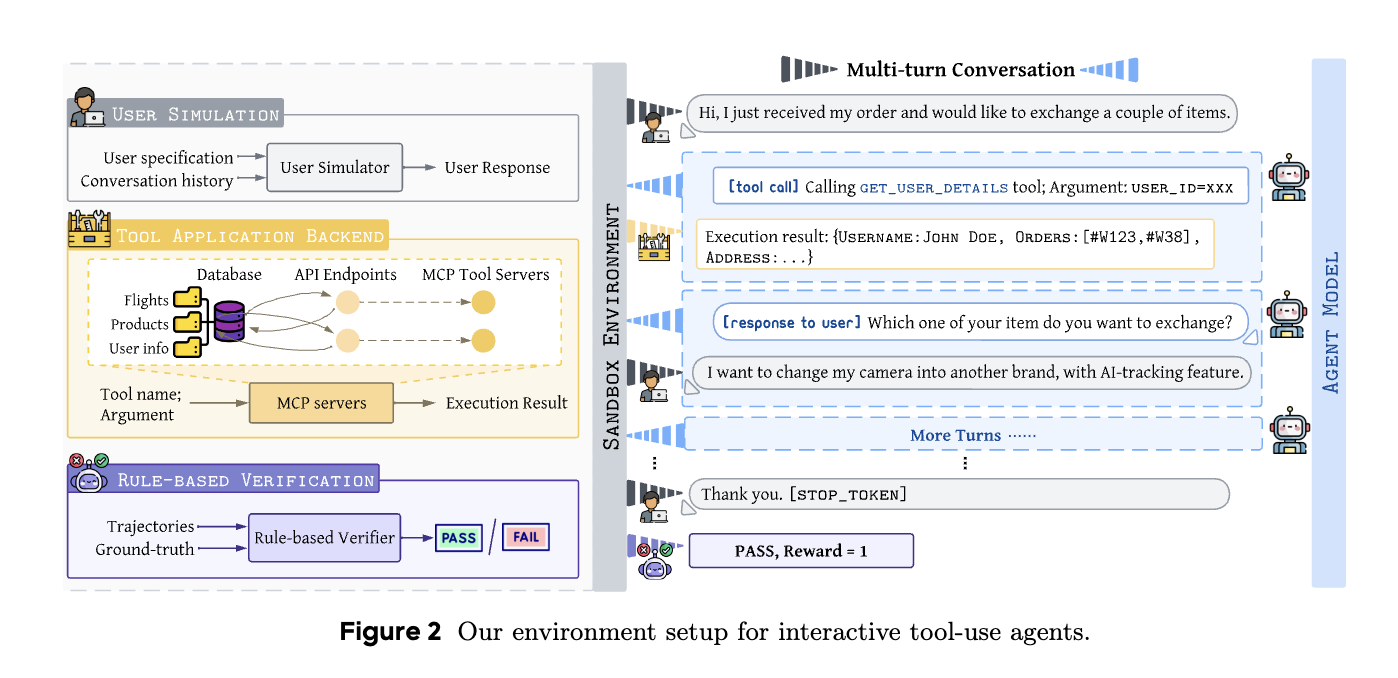 Multi-turn Conversation
USER SIMULATION
User specification
Conversation history
User Simulator
User Response
TOOL APPLICATION BACKEND
Database
API Endpoints
MCP Tool Servers
Flights
Products
User info
Tool name;
Argument
MCP servers
Execution Result
RULE-BASED VERIFICATION
Trajectories
Ground-truth
Rule-based Verifier
PASS
/
FAIL
SANDBOX ENVIRONMENT
Hi, I just received my order and would like to exchange a couple of items.
[tool call] Calling GET_USER_DETAILS tool; Argument: USER_ID=XXX
Execution result: {USERNAME:JOHN DOE, ORDERS:[#W123,#W38],
ADDRESS:...}
[response to user] Which one of your item do you want to exchange?
I want to change my camera into another brand, with AI-tracking feature.
More Turns ······
⋮
⋮
Thank you. [STOP_TOKEN]
PASS, Reward = 1
AGENT MODEL
Figure 2 Our environment setup for interactive tool-use agents.